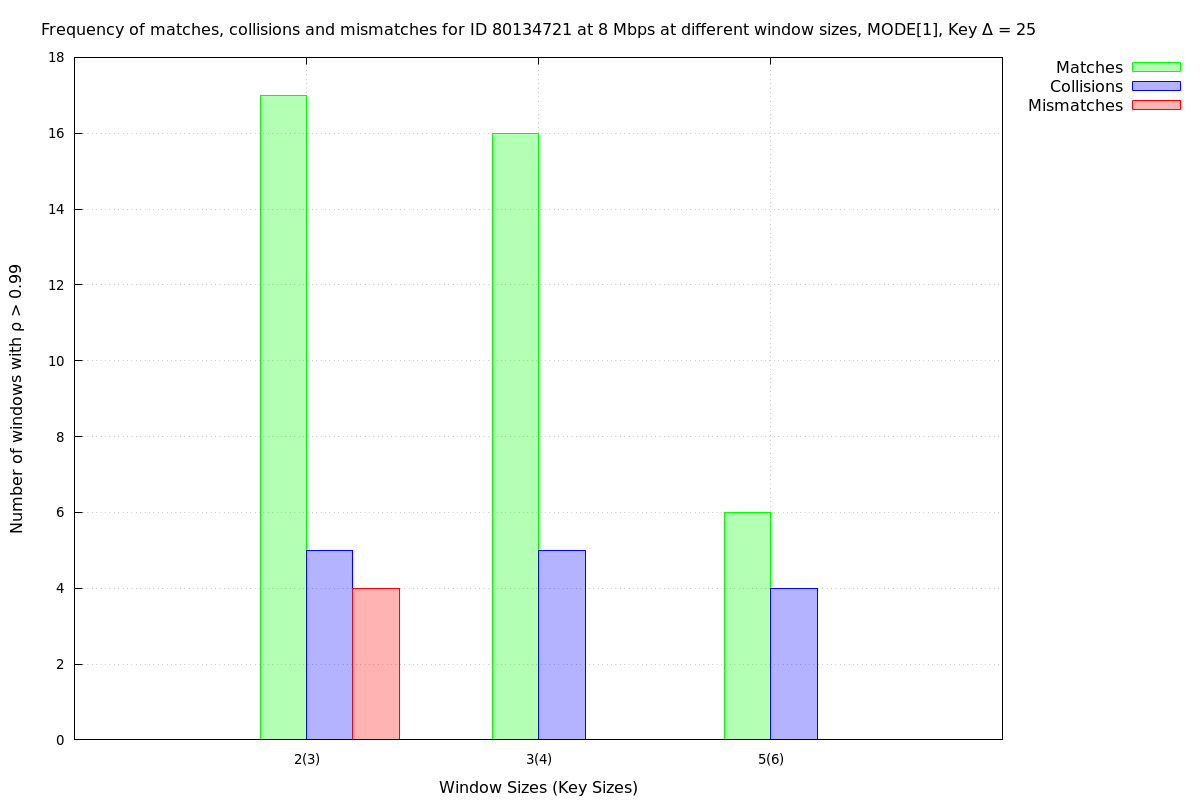 Frequency of matches, collisions and mismatches for ID 80134721 at 8 Mbps at different window sizes, MODE[1], Key Δ = 25
Matches
Collisions
Mismatches
Number of windows with ρ > 0.99
18
16
14
12
10
8
6
4
2
0
2(3)
3(4)
5(6)
Window Sizes (Key Sizes)